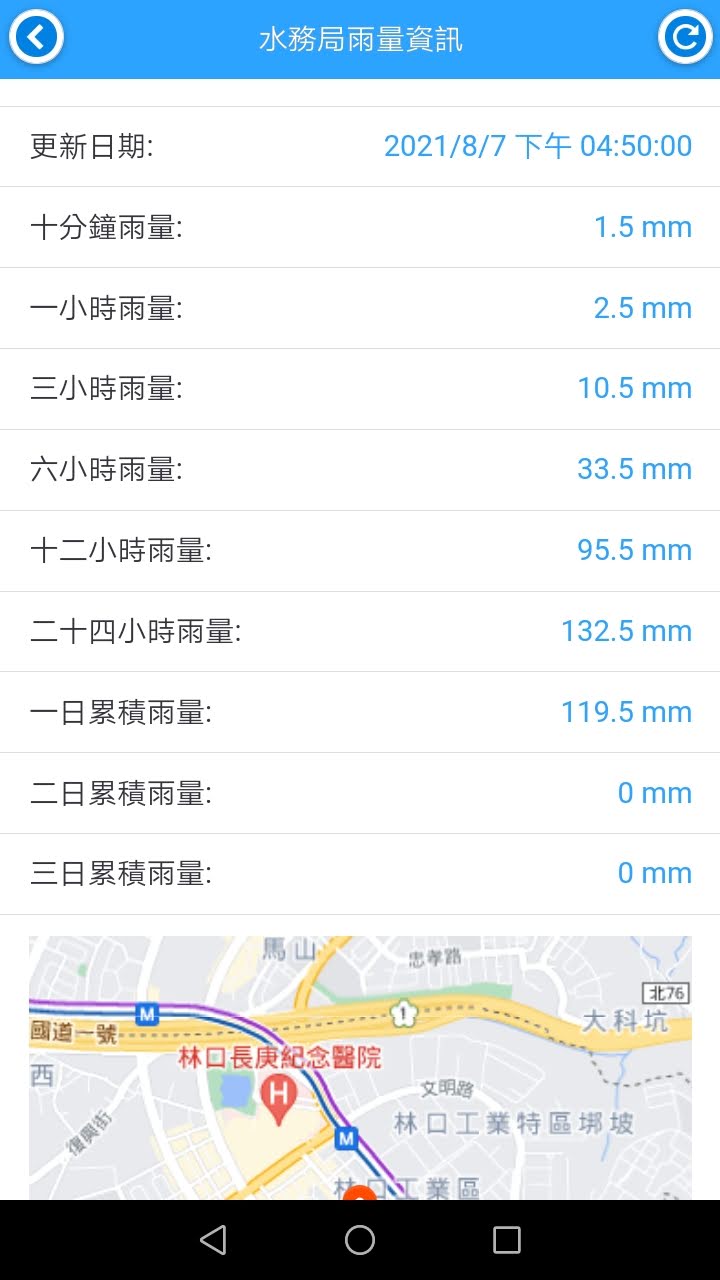 水務局雨量資訊
更新日期: 2021/8/7 下午 04:50:00
十分鐘雨量: 1.5 mm
一小時雨量: 2.5 mm
三小時雨量: 10.5 mm
六小時雨量: 33.5 mm
十二小時雨量: 95.5 mm
二十四小時雨量: 132.5 mm
一日累積雨量: 119.5 mm
二日累積雨量: 0 mm
三日累積雨量: 0 mm
馬山
忠孝路
北76
M
1
國道一號
大科坑
林口長庚紀念醫院
西
H
文明路
復興街
林口工業特區坳坡
M
林口工業區